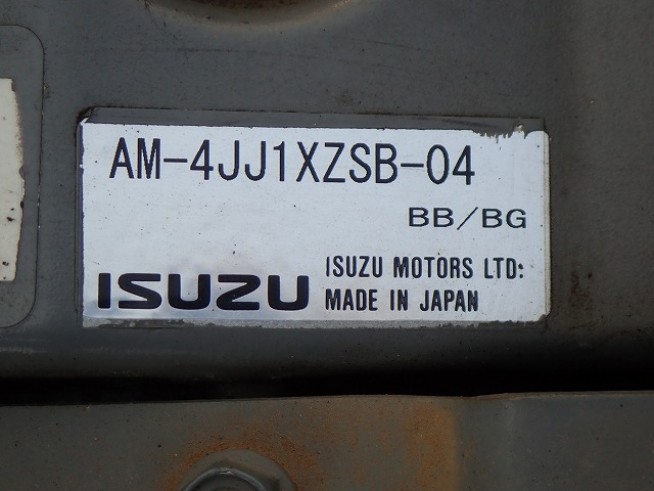 AM-4JJ1XZSB-04
BB/BG
ISUZU
ISUZU MOTORS LTD:
MADE IN JAPAN